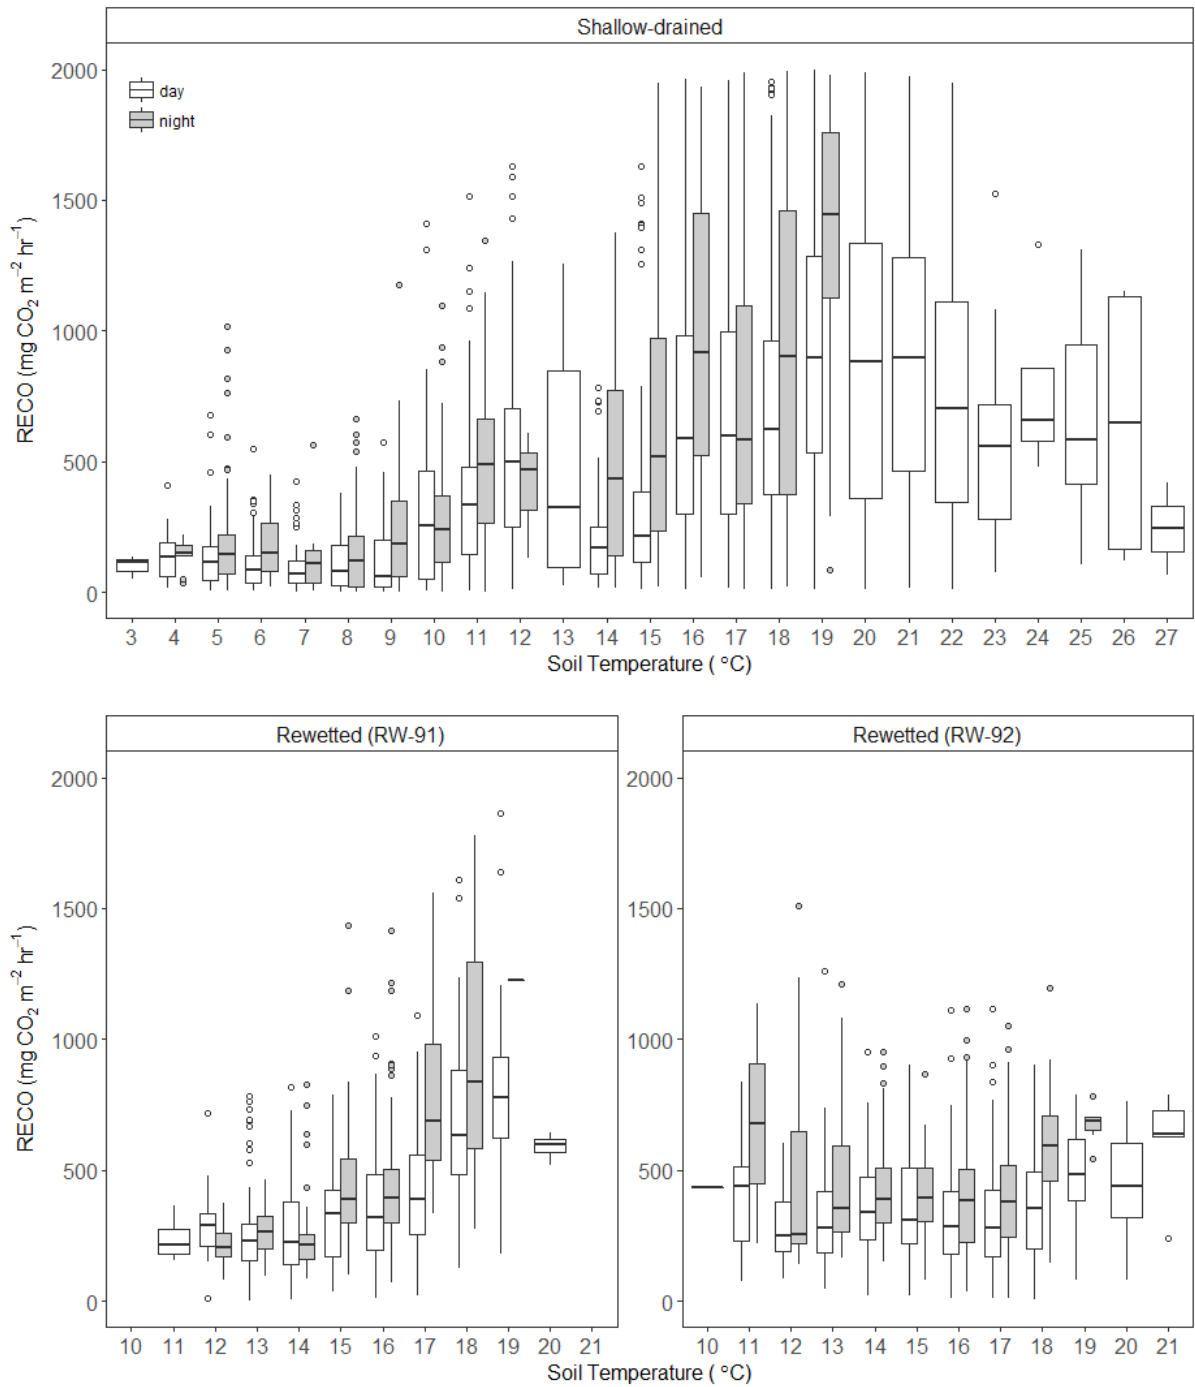 Shallow-drained
2000
1500
1000
500
0
RECO (mg CO₂ m⁻² hr⁻¹)
day
night
3 4 5 6 7 8 9 10 11 12 13 14 15 16 17 18 19 20 21 22 23 24 25 26 27
Soil Temperature ( °C)
Rewetted (RW-91)
Rewetted (RW-92)
2000
1500
1000
500
0
RECO (mg CO₂ m⁻² hr⁻¹)
2000
1500
1000
500
0
10 11 12 13 14 15 16 17 18 19 20 21
10 11 12 13 14 15 16 17 18 19 20 21
Soil Temperature ( °C)